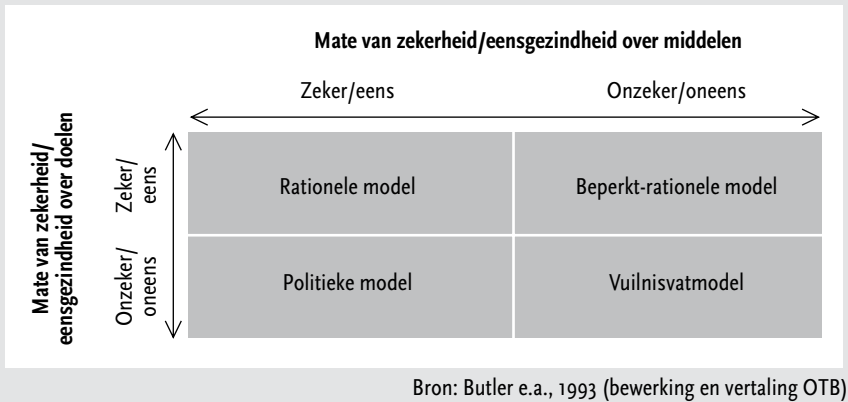 Mate van zekerheid/eensgezindheid over middelen
Zeker/eens
Onzeker/oneens
Mate van zekerheid/
eensgezindheid over doelen
Zeker/
eens
Rationele model
Beperkt-rationele model
Onzeker/
oneens
Politieke model
Vuilnisvatmodel
Bron: Butler e.a., 1993 (bewerking en vertaling OTB)